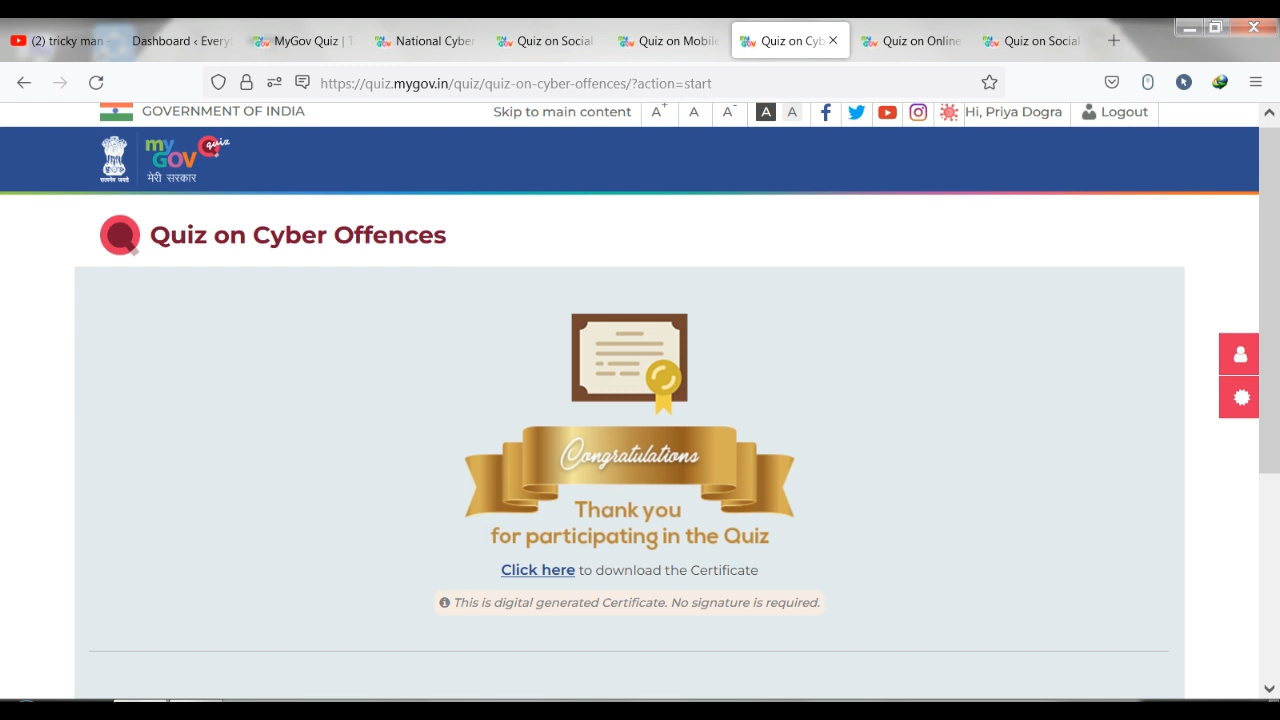 (2) tricky man
Dashboard ‹ Every
MyGov Quiz | T
National Cyber
Quiz on Social
Quiz on Mobile
Quiz on Cyb
Quiz on Online
Quiz on Social
https://quiz.mygov.in/quiz/quiz-on-cyber-offences/?action=start
GOVERNMENT OF INDIA
Skip to main content
A+ A A- A A
Hi, Priya Dogra
Logout
सत्यमेव जयते
my GOV quiz
मेरी सरकार
Quiz on Cyber Offences
Congratulations
Thank you
for participating in the Quiz
Click here to download the Certificate
This is digital generated Certificate. No signature is required.